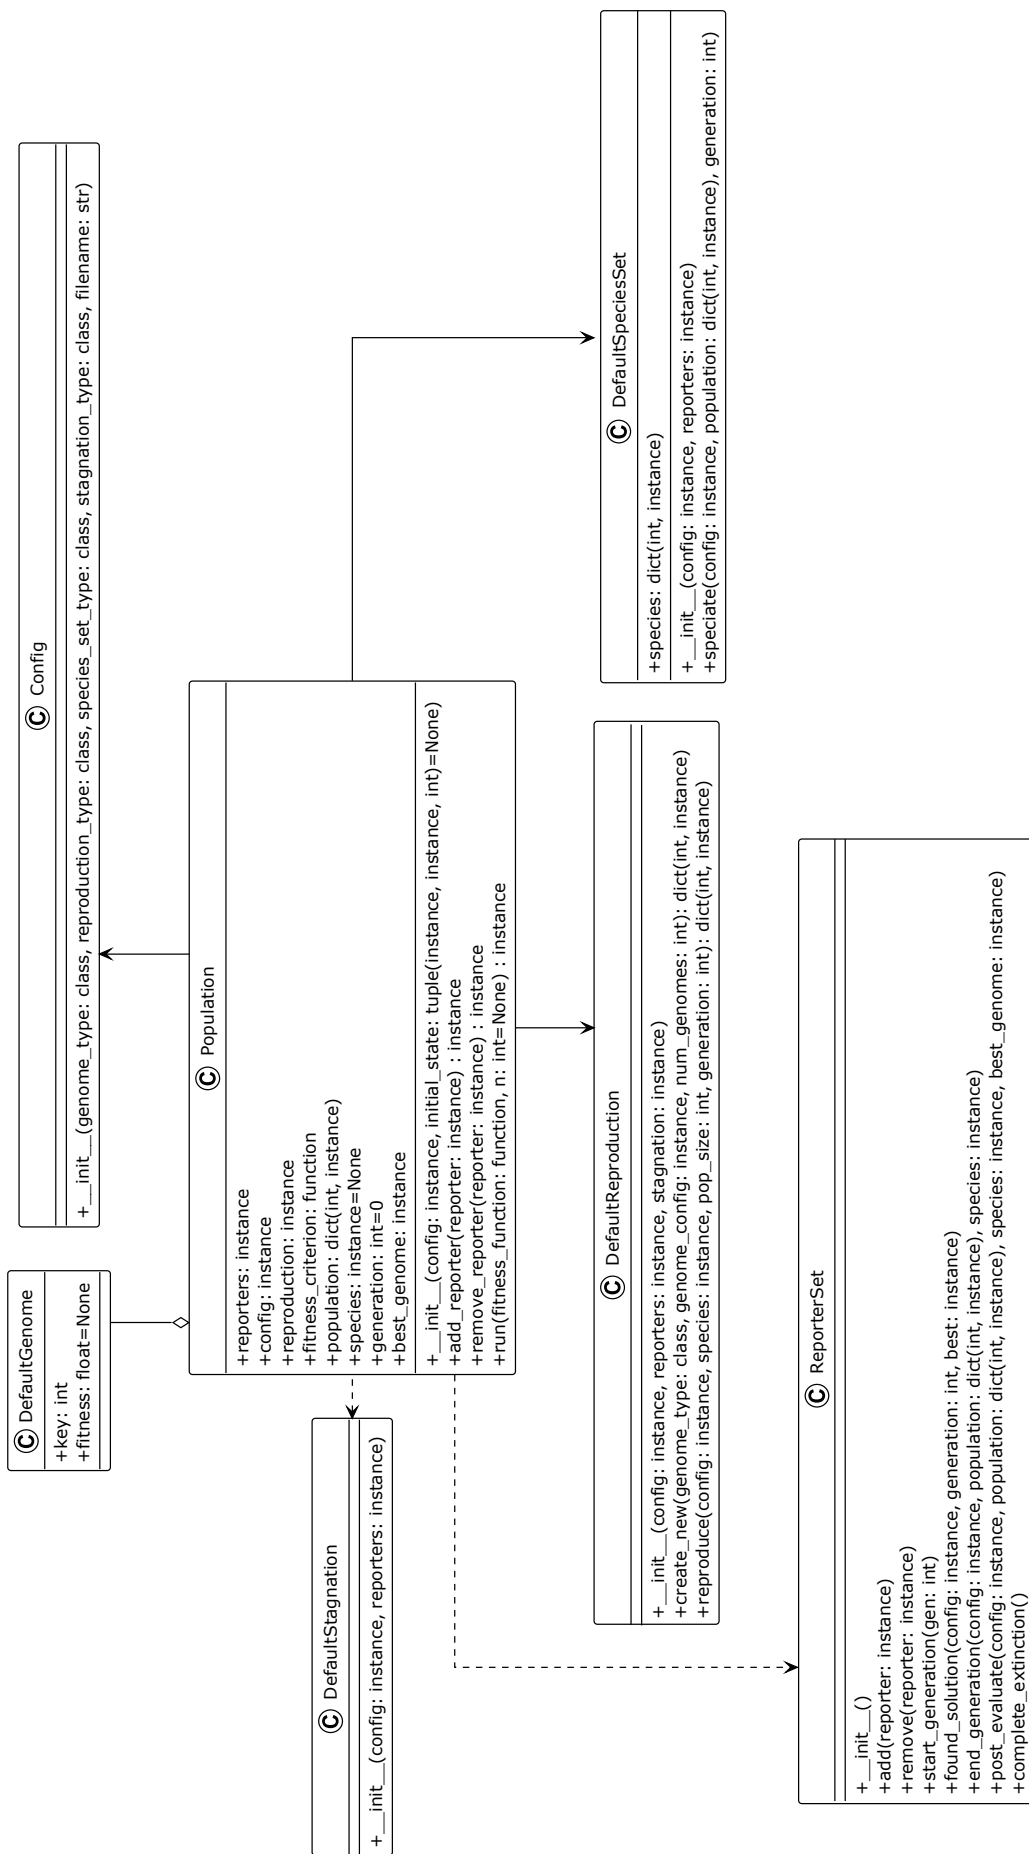 C Config
+__init__(genome_type: class, reproduction_type: class, species_set_type: class, stagnation_type: class, filename: str)
C DefaultGenome
+key: int
+fitness: float=None
C Population
+reporters: instance
+config: instance
+reproduction: instance
+fitness_criterion: function
+population: dict(int, instance)
+species: instance=None
+generation: int=0
+best_genome: instance
+__init__(config: instance, initial_state: tuple(instance, instance, int)=None)
+add_reporter(reporter: instance) : instance
+remove_reporter(reporter: instance) : instance
+run(fitness_function: function, n: int=None) : instance
C DefaultStagnation
+__init__(config: instance, reporters: instance)
C DefaultSpeciesSet
+species: dict(int, instance)
+__init__(config: instance, reporters: instance)
+speciate(config: instance, population: dict(int, instance), generation: int)
C DefaultReproduction
+__init__(config: instance, reporters: instance, stagnation: instance)
+create_new(genome_type: class, genome_config: instance, num_genomes: int): dict(int, instance)
+reproduce(config: instance, species: instance, pop_size: int, generation: int): dict(int, instance)
C ReporterSet
+__init__()
+add(reporter: instance)
+remove(reporter: instance)
+start_generation(gen: int)
+found_solution(config: instance, generation: int, best: instance)
+end_generation(config: instance, population: dict(int, instance), species: instance)
+post_evaluate(config: instance, population: dict(int, instance), species: instance, best_genome: instance)
+complete_extinction()